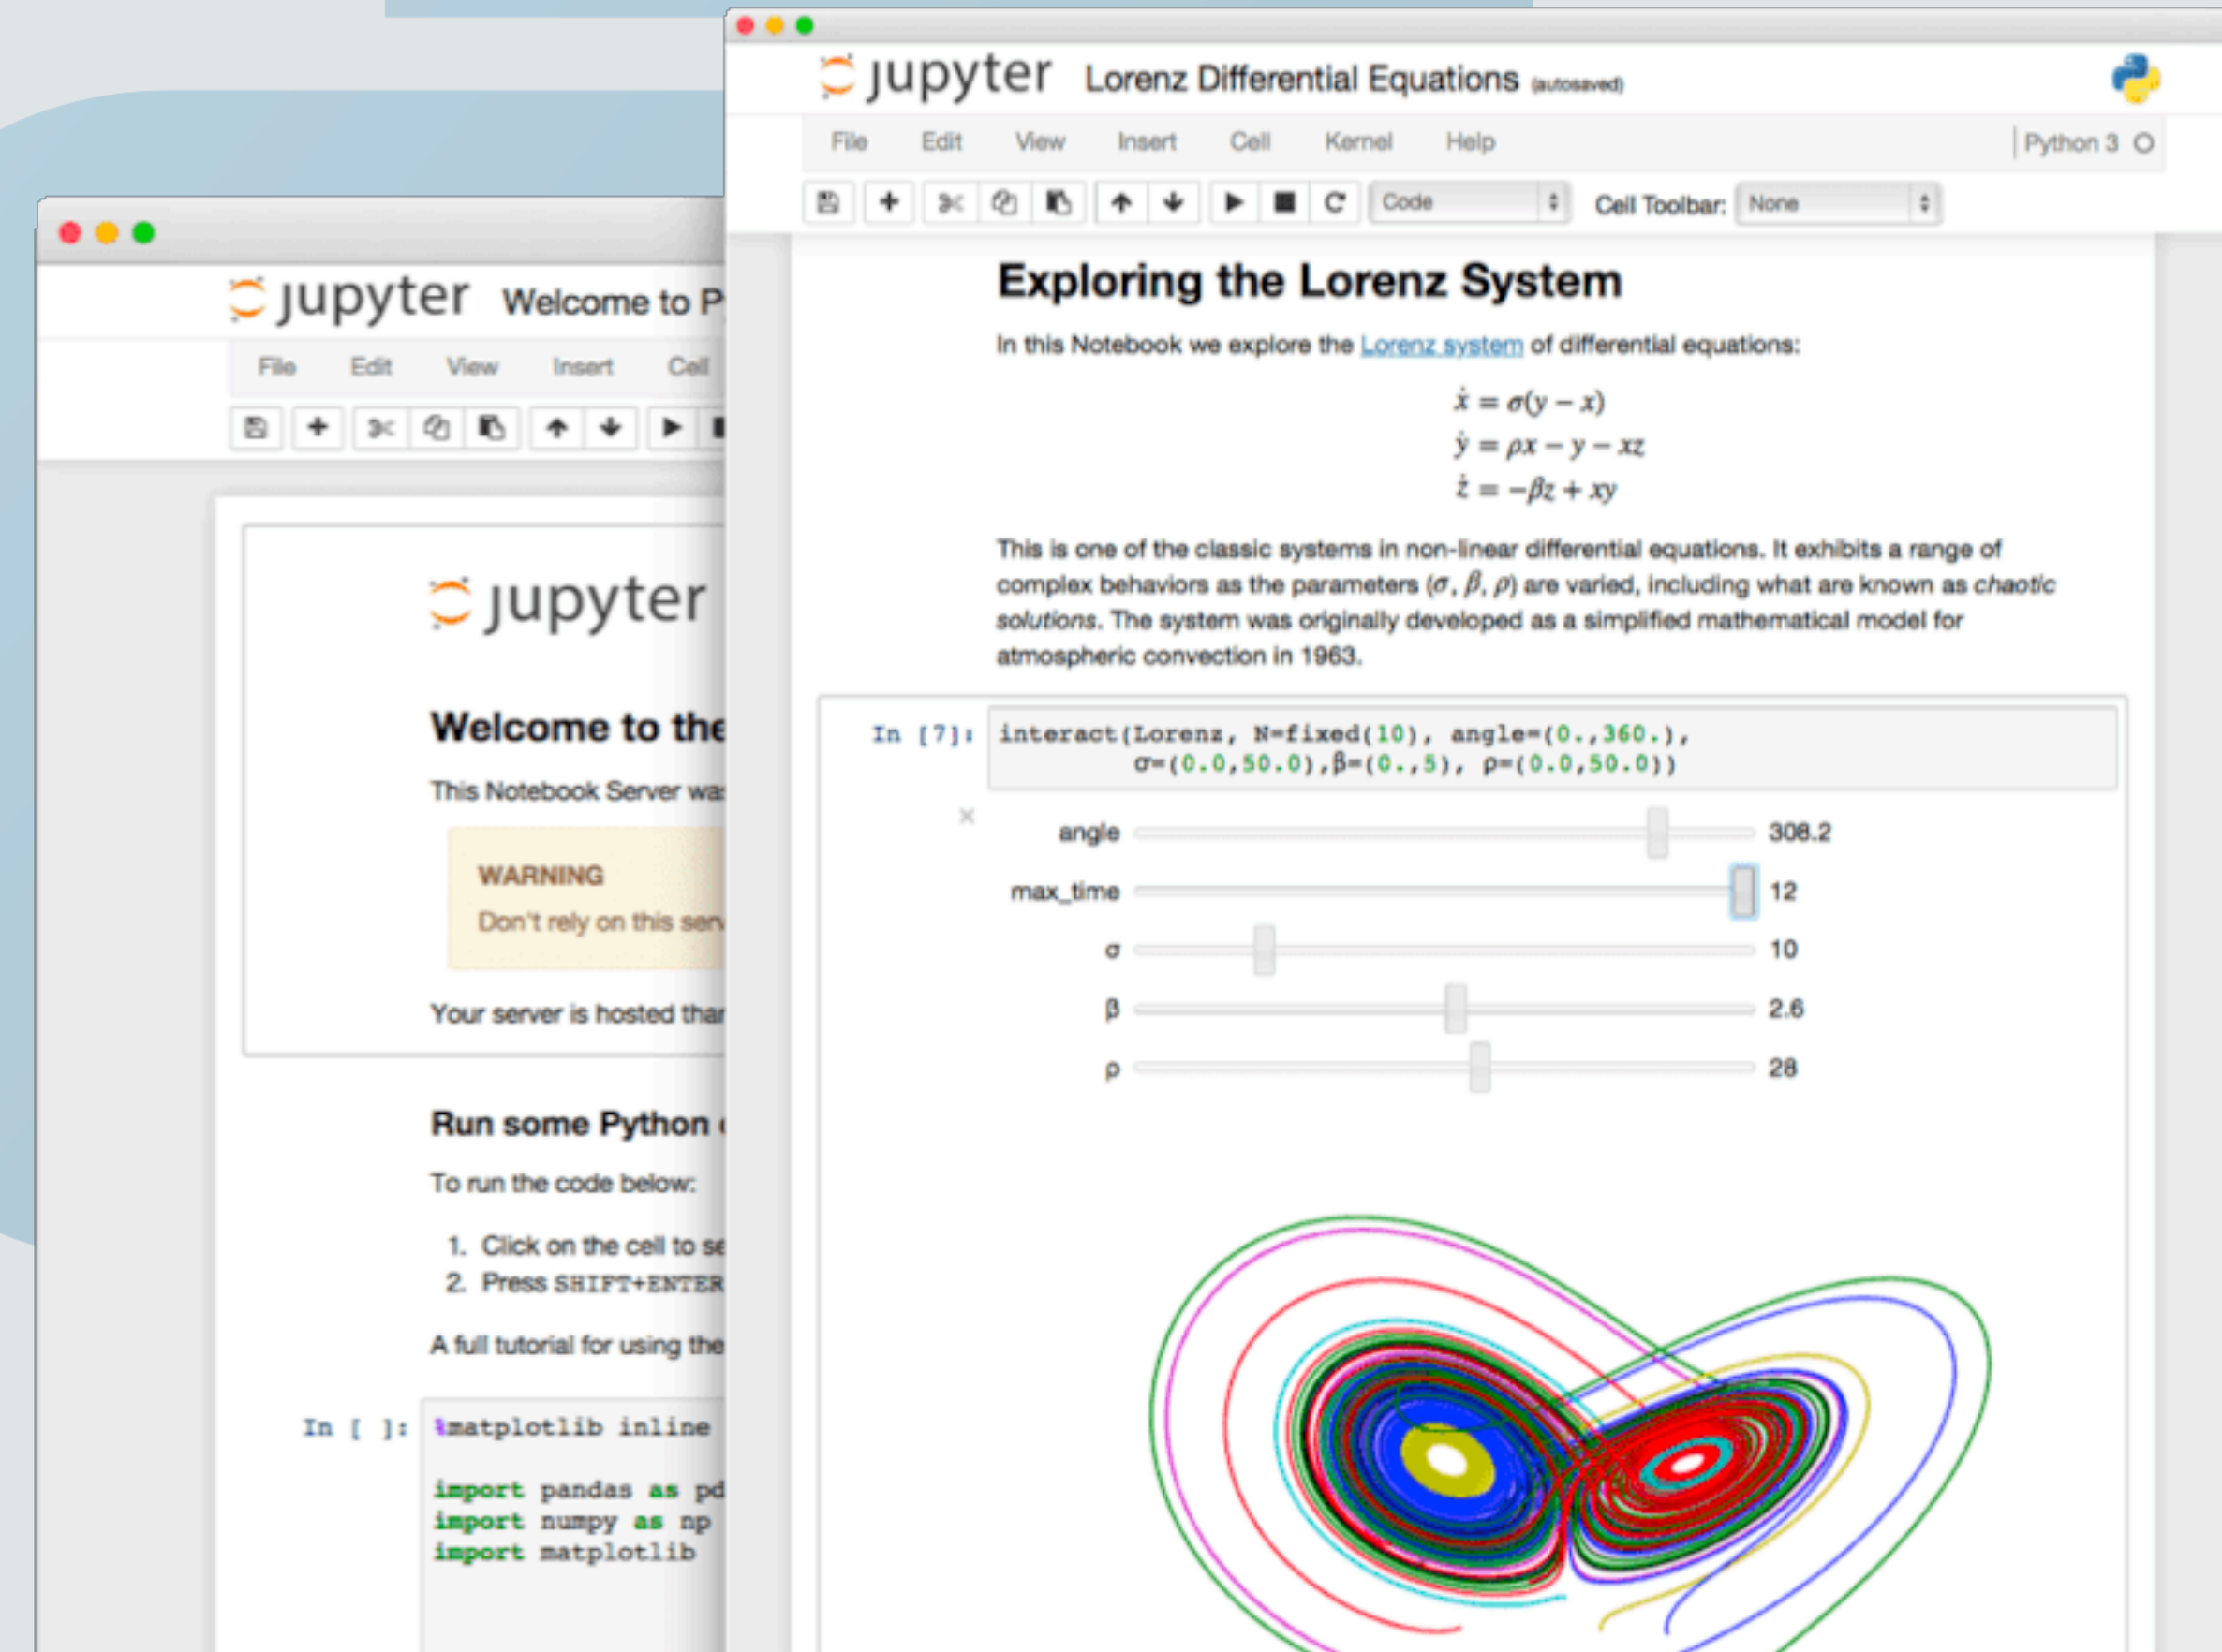 jupyter Lorenz Differential Equations (autosaved)
File Edit View Insert Cell Kernel Help
Python 3
Code
Cell Toolbar: None
Exploring the Lorenz System
In this Notebook we explore the Lorenz system of differential equations:
ẋ = σ(y − x)
ẏ = ρx − y − xz
ż = −βz + xy
This is one of the classic systems in non-linear differential equations. It exhibits a range of
complex behaviors as the parameters (σ, β, ρ) are varied, including what are known as chaotic
solutions. The system was originally developed as a simplified mathematical model for
atmospheric convection in 1963.
In [7]: interact(Lorenz, N=fixed(10), angle=(0.,360.),
σ=(0.0,50.0),β=(0.,5), ρ=(0.0,50.0))
angle 308.2
max_time 12
σ 10
β 2.6
ρ 28
jupyter Welcome to P
File Edit View Insert Cell
jupyter
Welcome to the
This Notebook Server was
WARNING
Don't rely on this serv
Your server is hosted than
Run some Python
To run the code below:
1. Click on the cell to se
2. Press SHIFT+ENTER
A full tutorial for using the
In [ ]: %matplotlib inline
import pandas as pd
import numpy as np
import matplotlib